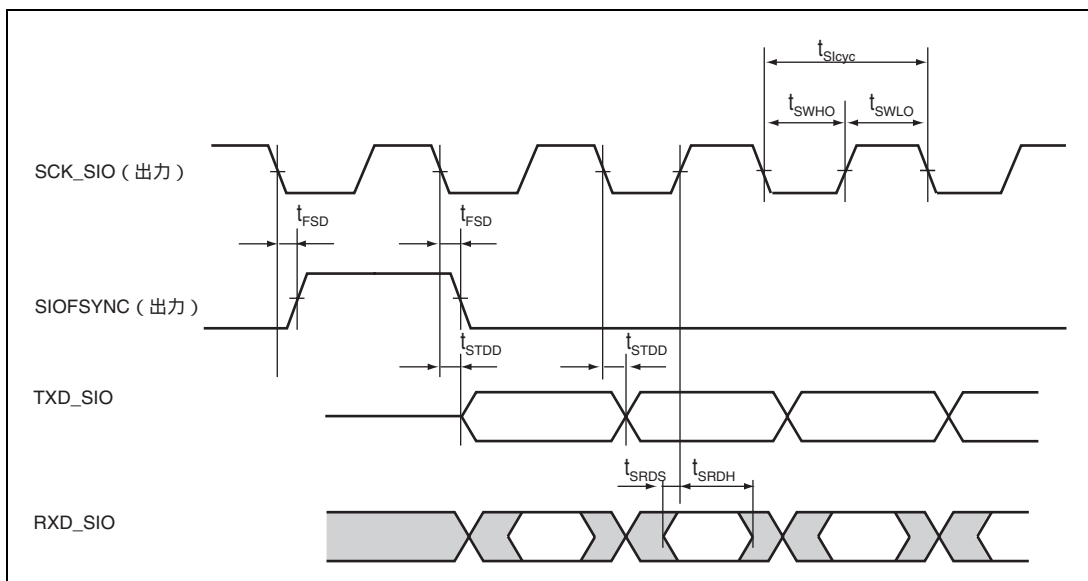 tSIcyc
tSWHO tSWLO
SCK_SIO（出力）
tFSD tFSD
SIOFSYNC（出力）
tSTDD tSTDD
TXD_SIO
tSRDS tSRDH
RXD_SIO